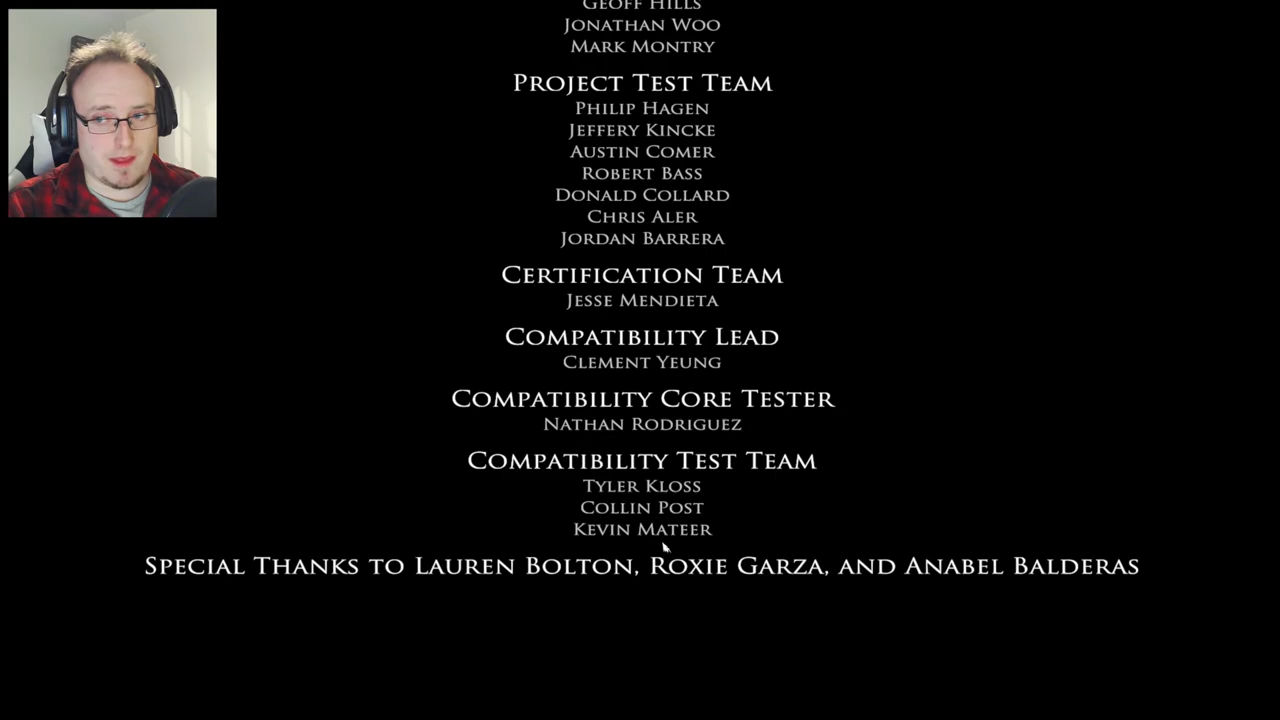 GEOFF HILLS
JONATHAN WOO
MARK MONTRY
PROJECT TEST TEAM
PHILIP HAGEN
JEFFERY KINCKE
AUSTIN COMER
ROBERT BASS
DONALD COLLARD
CHRIS ALER
JORDAN BARRERA
CERTIFICATION TEAM
JESSE MENDIETA
COMPATIBILITY LEAD
CLEMENT YEUNG
COMPATIBILITY CORE TESTER
NATHAN RODRIGUEZ
COMPATIBILITY TEST TEAM
TYLER KLOSS
COLLIN POST
KEVIN MATEER
SPECIAL THANKS TO LAUREN BOLTON, ROXIE GARZA, AND ANABEL BALDERAS